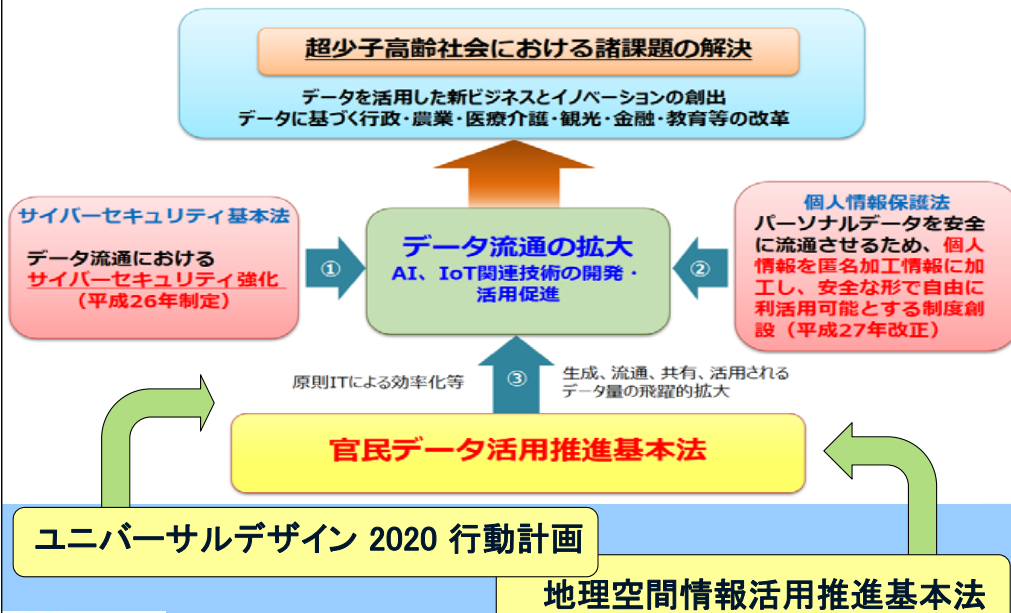 超少子高齢社会における諸課題の解決
データを活用した新ビジネスとイノベーションの創出
データに基づく行政・農業・医療介護・観光・金融・教育等の改革
サイバーセキュリティ基本法
データ流通における
サイバーセキュリティ強化
（平成26年制定）
①
データ流通の拡大
AI、IoT関連技術の開発・
活用促進
②
個人情報保護法
パーソナルデータを安全
に流通させるため、個人
情報を匿名加工情報に加
工し、安全な形で自由に
利活用可能とする制度創
設（平成27年改正）
原則ITによる効率化等
③
生成、流通、共有、活用される
データ量の飛躍的拡大
官民データ活用推進基本法
ユニバーサルデザイン 2020 行動計画
地理空間情報活用推進基本法